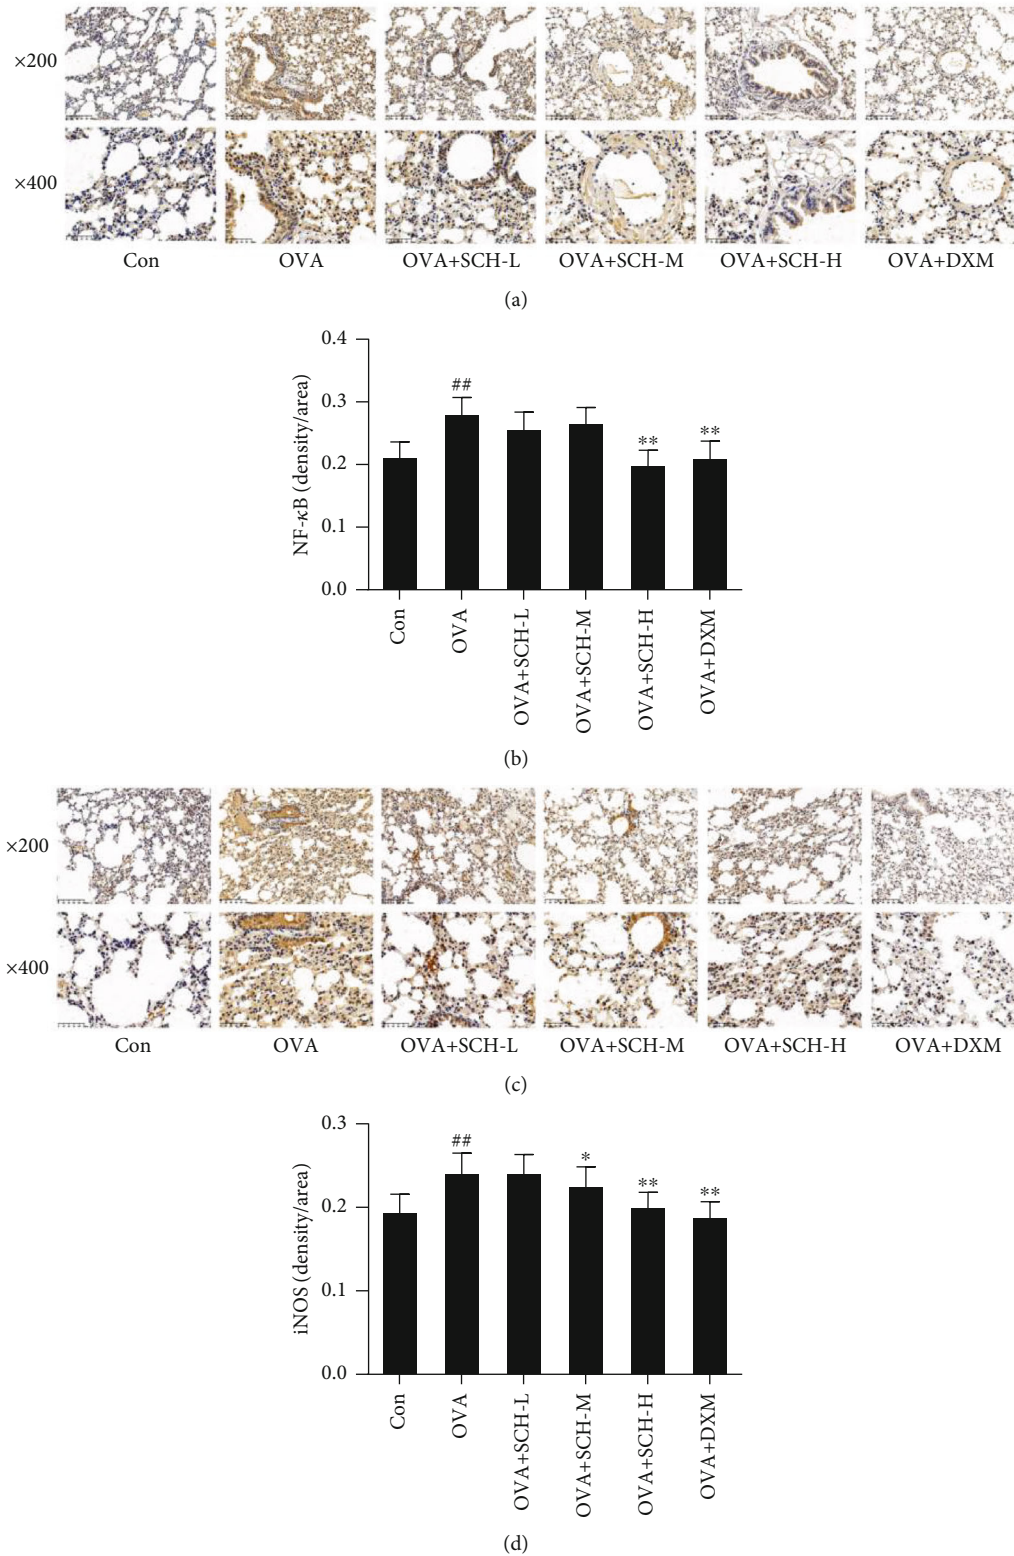 ×200
×400
Con OVA OVA+SCH-L OVA+SCH-M OVA+SCH-H OVA+DXM
(a)
NF-κB (density/area)
0.4
0.3
0.2
0.1
0.0
##
**
**
Con
OVA
OVA+SCH-L
OVA+SCH-M
OVA+SCH-H
OVA+DXM
(b)
×200
×400
Con OVA OVA+SCH-L OVA+SCH-M OVA+SCH-H OVA+DXM
(c)
iNOS (density/area)
0.3
0.2
0.1
0.0
##
*
**
**
Con
OVA
OVA+SCH-L
OVA+SCH-M
OVA+SCH-H
OVA+DXM
(d)